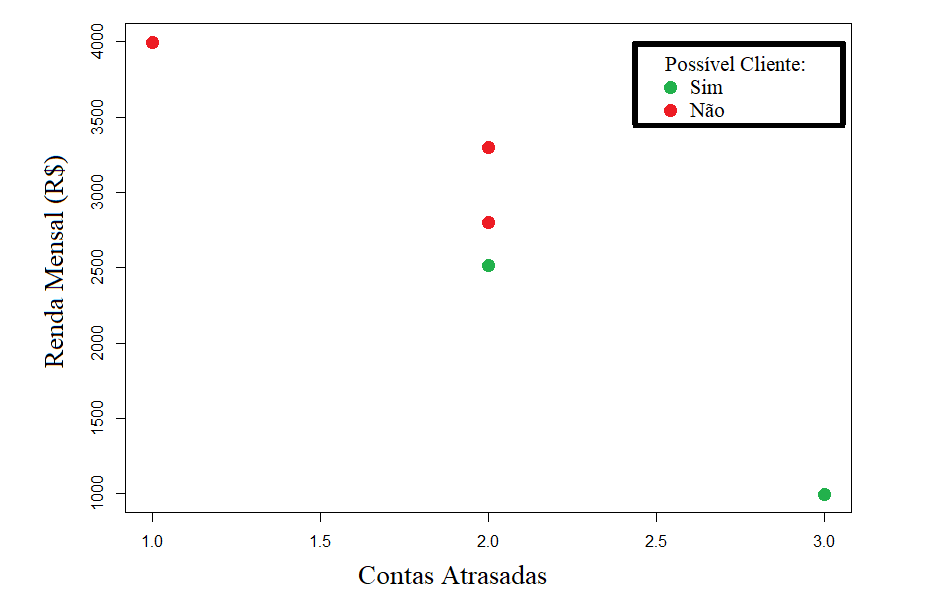 Possível Cliente:
Sim
Não
Renda Mensal (R$)
4000
3500
3000
2500
2000
1500
1000
1.0 1.5 2.0 2.5 3.0
Contas Atrasadas